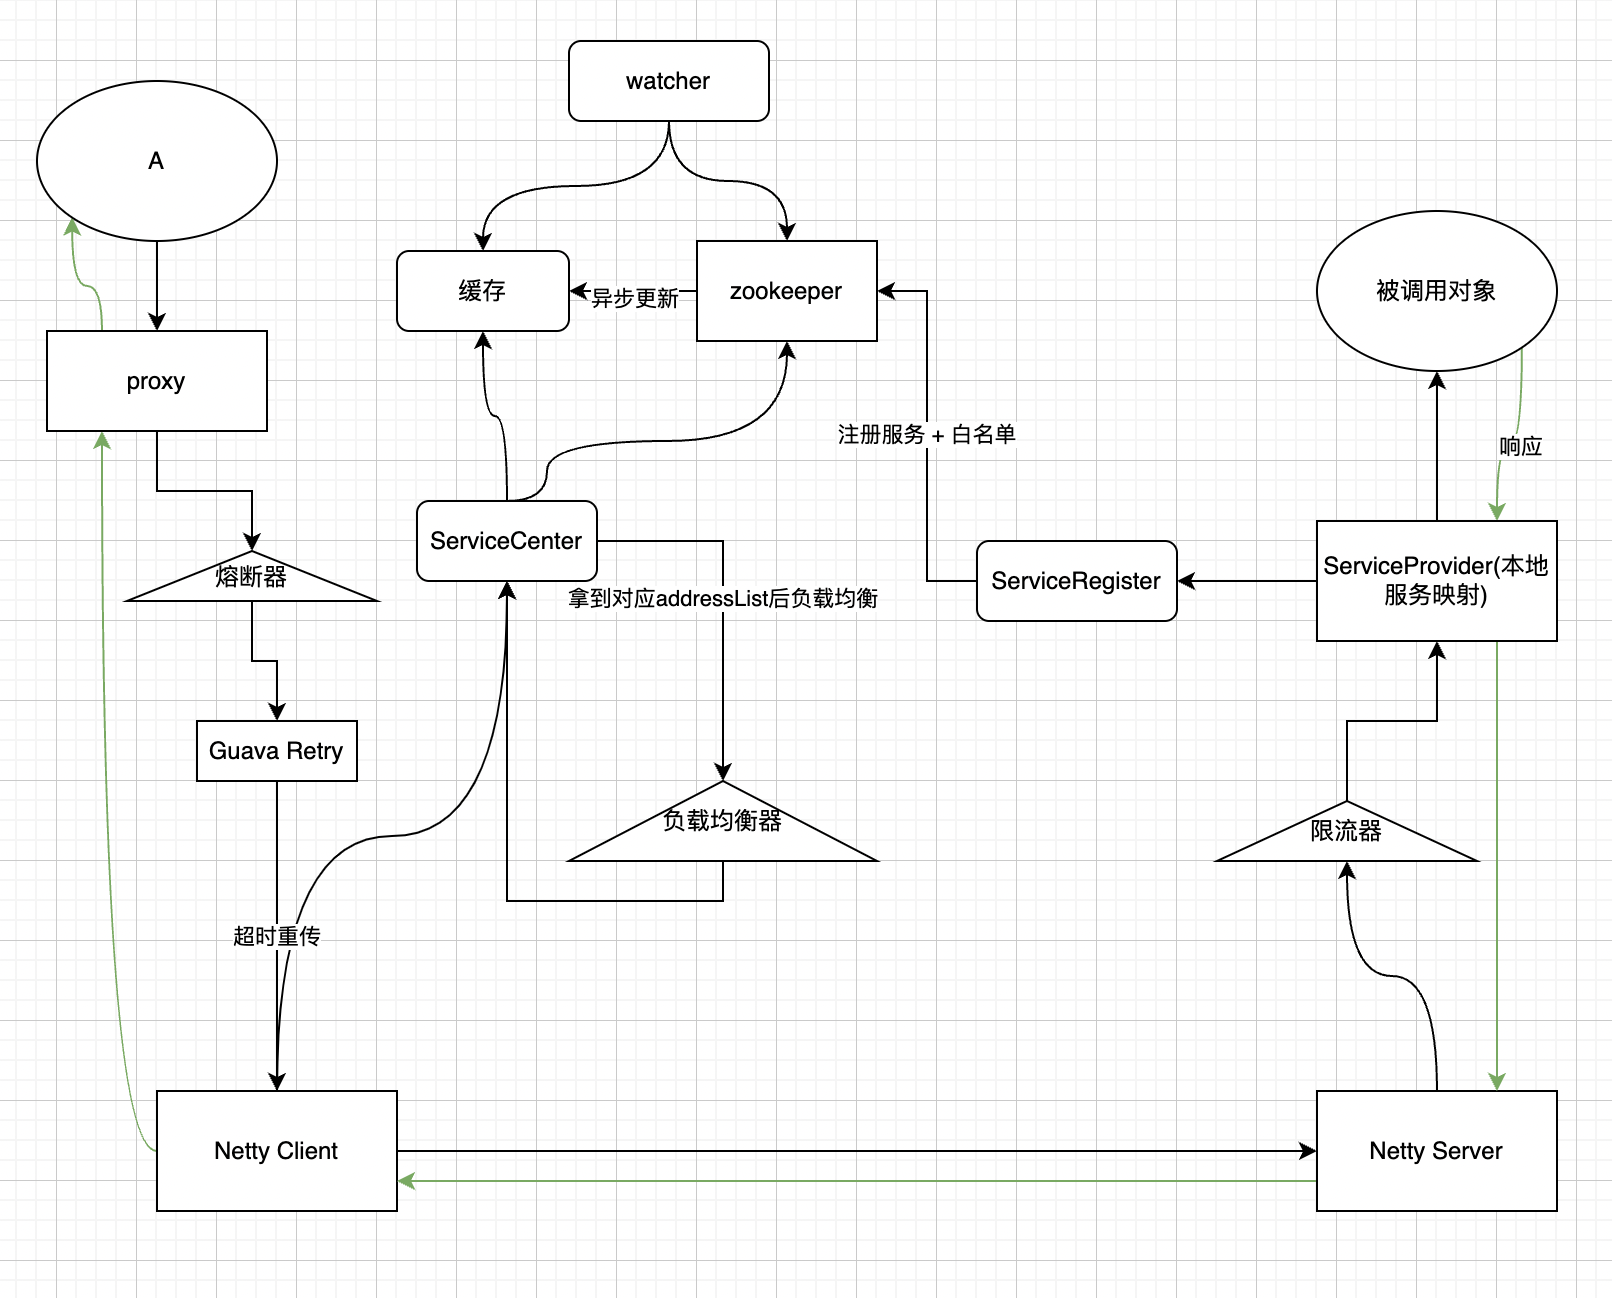 watcher
A
缓存
异步更新
zookeeper
被调用对象
proxy
注册服务 + 白名单
响应
ServiceCenter
熔断器
拿到对应addressList后负载均衡
ServiceRegister
ServiceProvider(本地
服务映射)
Guava Retry
负载均衡器
限流器
超时重传
Netty Client
Netty Server